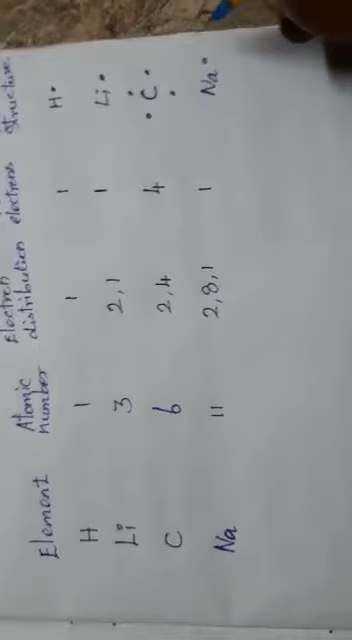 Element Atomic number Electron distribution electrons structure
H 1 1 1 H•
Li 3 2,1 1 Li•
C 6 2,4 4 C
Na 11 2,8,1 1 Na•